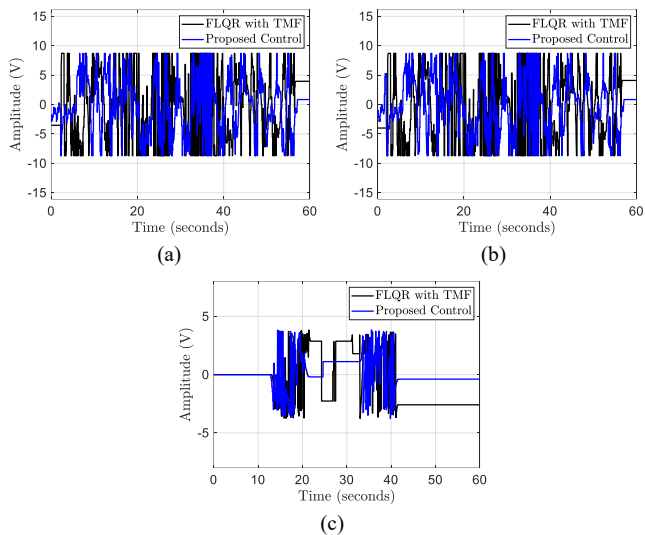 15
10
5
0
-5
-10
-15
Amplitude (V)
FLQR with TMF
Proposed Control
0
20
40
60
Time (seconds)
(a)
15
10
5
0
-5
-10
-15
Amplitude (V)
FLQR with TMF
Proposed Control
0
20
40
60
Time (seconds)
(b)
5
0
-5
Amplitude (V)
FLQR with TMF
Proposed Control
0
10
20
30
40
50
60
Time (seconds)
(c)